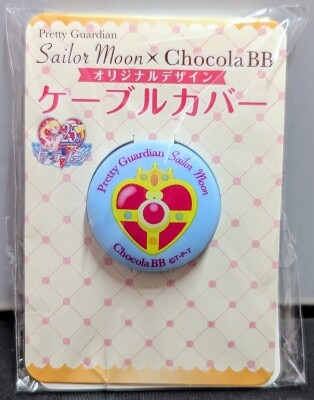 Pretty Guardian
Sailor Moon × Chocola BB
オリジナルデザイン
ケーブルカバー
25th
Pretty Guardian Sailor Moon
Chocola BB ©T・P・T